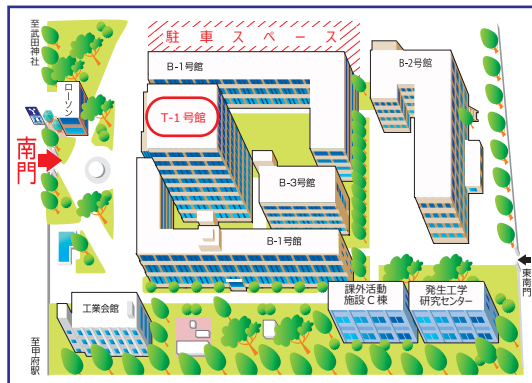 至武田神社
ローソン
南門
駐車スペース
B-1号館
T-1号館
B-2号館
B-3号館
B-1号館
東南門
課外活動
施設C棟
発生工学
研究センター
工業会館
至甲府駅